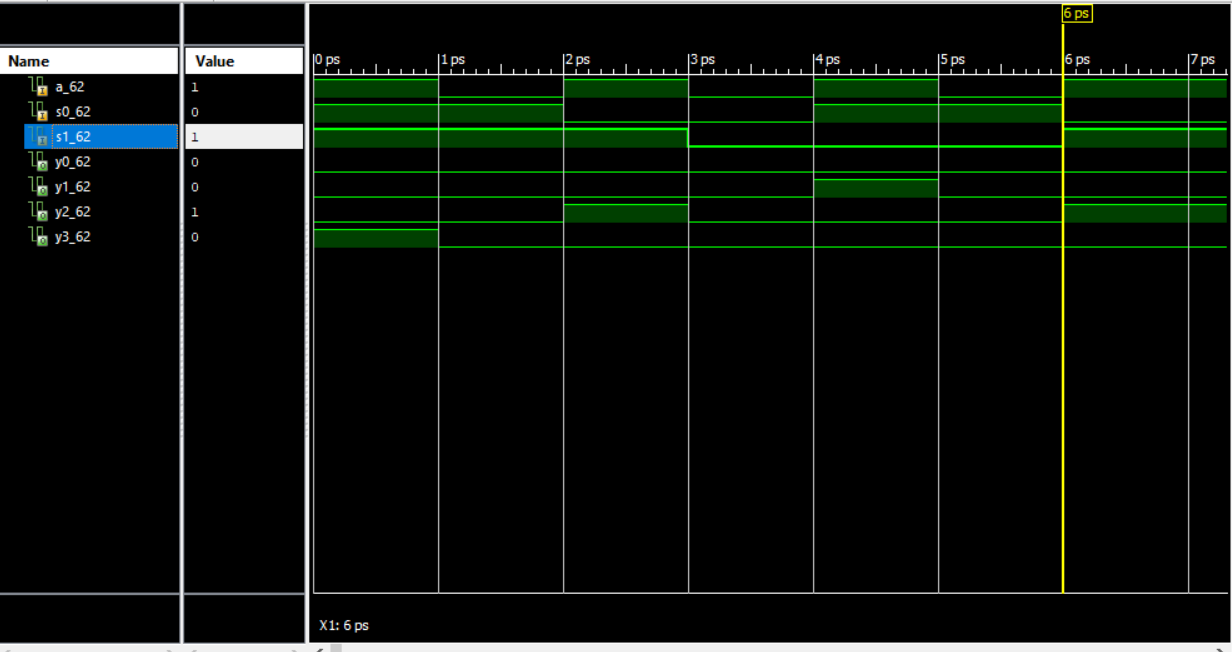 6 ps
Name Value
0 ps 1 ps 2 ps 3 ps 4 ps 5 ps 6 ps 7 ps
a_62 1
s0_62 0
s1_62 1
y0_62 0
y1_62 0
y2_62 1
y3_62 0
X1: 6 ps